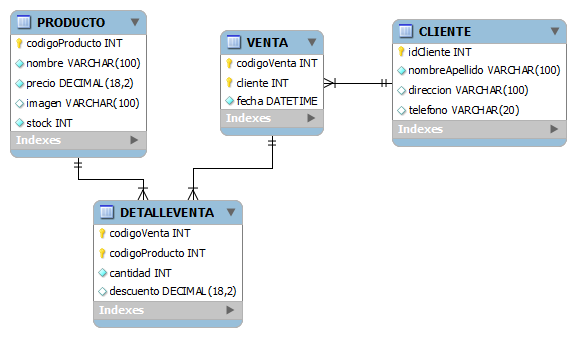 PRODUCTO
codigoProducto INT
nombre VARCHAR(100)
precio DECIMAL(18,2)
imagen VARCHAR(100)
stock INT
Indexes
VENTA
codigoVenta INT
cliente INT
fecha DATETIME
Indexes
CLIENTE
idCliente INT
nombreApellido VARCHAR(100)
direccion VARCHAR(100)
telefono VARCHAR(20)
Indexes
DETALLEVENTA
codigoVenta INT
codigoProducto INT
cantidad INT
descuento DECIMAL(18,2)
Indexes